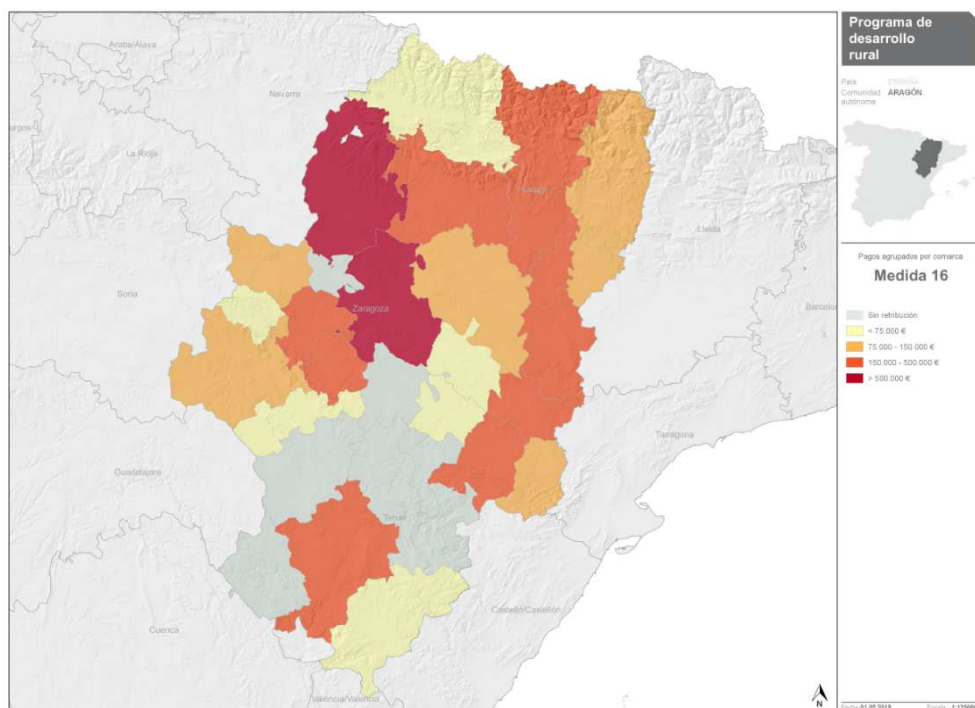 Programa de
desarrollo
rural
País ESPAÑA
Comunidad ARAGÓN
autónoma
Pagos agrupados por comarca
Medida 16
Sin retribución
< 75.000 €
75.000 - 150.000 €
150.000 - 500.000 €
> 500.000 €
Araba/Álava
Navarra
La Rioja
Huesca
Lleida
Soria
Zaragoza
Tarragona
Guadalajara
Teruel
Castelló/Castellón
Cuenca
València/Valencia
N